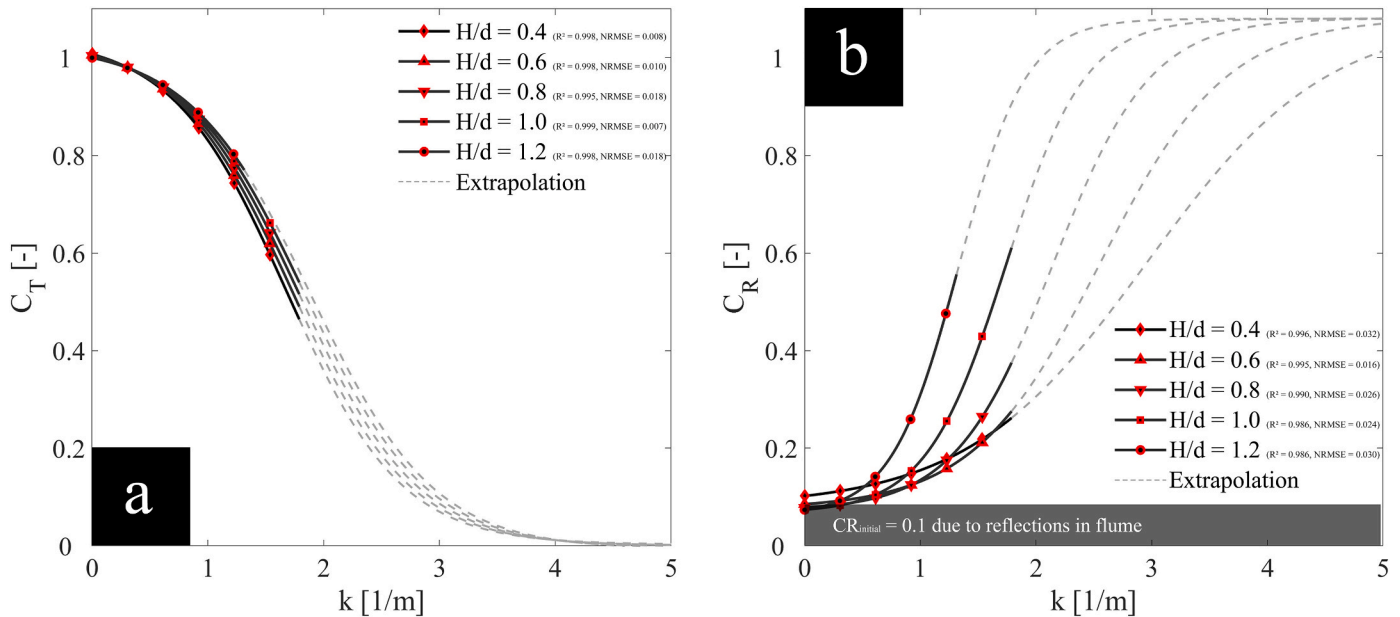 a
C_T [-]
k [1/m]
0
0.2
0.4
0.6
0.8
1
0 1 2 3 4 5
H/d = 0.4 (R² = 0.998, NRMSE = 0.008)
H/d = 0.6 (R² = 0.998, NRMSE = 0.010)
H/d = 0.8 (R² = 0.995, NRMSE = 0.018)
H/d = 1.0 (R² = 0.999, NRMSE = 0.007)
H/d = 1.2 (R² = 0.998, NRMSE = 0.018)
Extrapolation
b
C_R [-]
k [1/m]
0
0.2
0.4
0.6
0.8
1
0 1 2 3 4 5
H/d = 0.4 (R² = 0.996, NRMSE = 0.032)
H/d = 0.6 (R² = 0.995, NRMSE = 0.016)
H/d = 0.8 (R² = 0.990, NRMSE = 0.026)
H/d = 1.0 (R² = 0.986, NRMSE = 0.024)
H/d = 1.2 (R² = 0.986, NRMSE = 0.030)
Extrapolation
CRinitial = 0.1 due to reflections in flume